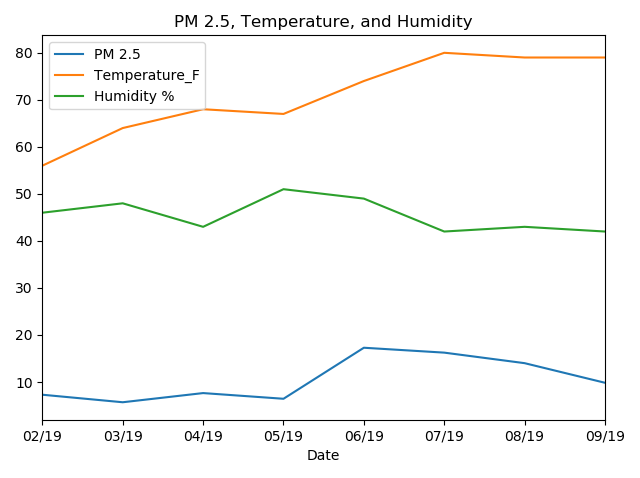 PM 2.5, Temperature, and Humidity
PM 2.5
Temperature_F
Humidity %
80
70
60
50
40
30
20
10
02/19 03/19 04/19 05/19 06/19 07/19 08/19 09/19
Date